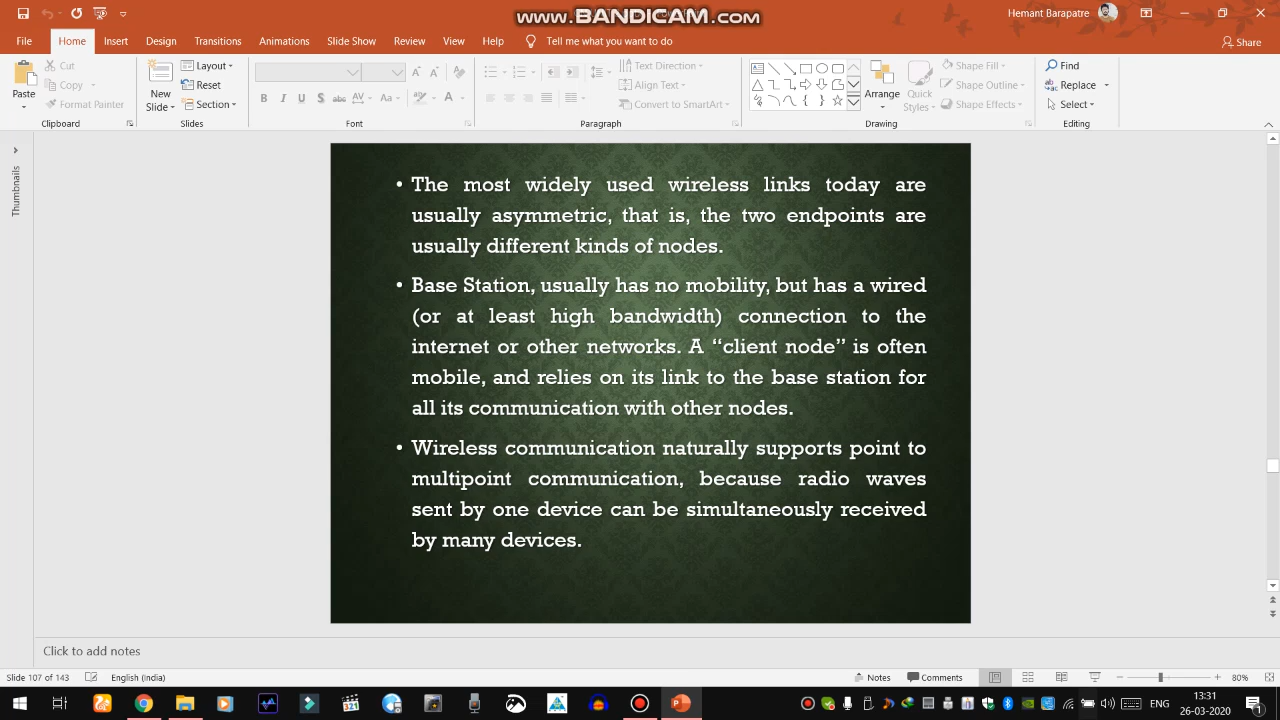 www.BANDICAM.com
Hemant Barapatre
File Home Insert Design Transitions Animations Slide Show Review View Help Tell me what you want to do Share
Paste
Cut
Copy
Format Painter
Clipboard
New Slide
Layout
Reset
Section
Slides
Font
Text Direction
Align Text
Convert to SmartArt
Paragraph
Arrange
Quick Styles
Shape Fill
Shape Outline
Shape Effects
Drawing
Find
Replace
Select
Editing
Thumbnails
• The most widely used wireless links today are
usually asymmetric, that is, the two endpoints are
usually different kinds of nodes.
• Base Station, usually has no mobility, but has a wired
(or at least high bandwidth) connection to the
internet or other networks. A “client node” is often
mobile, and relies on its link to the base station for
all its communication with other nodes.
• Wireless communication naturally supports point to
multipoint communication, because radio waves
sent by one device can be simultaneously received
by many devices.
Click to add notes
Slide 107 of 143 English (India) Notes Comments 80%
ENG 13:31
26-03-2020